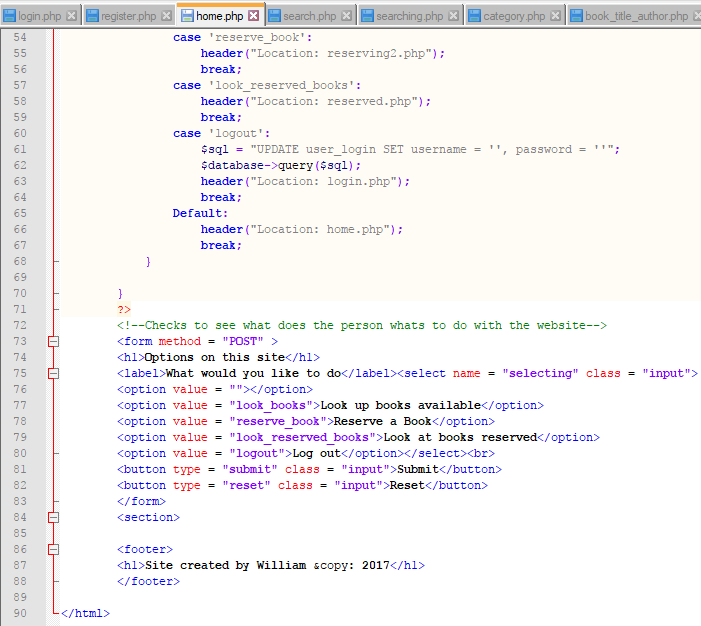 login.php register.php home.php search.php searching.php category.php book_title_author.php
54 case 'reserve_book':
55 header("Location: reserving2.php");
56 break;
57 case 'look_reserved_books':
58 header("Location: reserved.php");
59 break;
60 case 'logout':
61 $sql = "UPDATE user_login SET username = '', password = ''";
62 $database->query($sql);
63 header("Location: login.php");
64 break;
65 Default:
66 header("Location: home.php");
67 break;
68 }
69
70 }
71 ?>
72 <!--Checks to see what does the person whats to do with the website-->
73 <form method = "POST" >
74 <h1>Options on this site</h1>
75 <label>What would you like to do</label><select name = "selecting" class = "input">
76 <option value = ""></option>
77 <option value = "look_books">Look up books available</option>
78 <option value = "reserve_book">Reserve a Book</option>
79 <option value = "look_reserved_books">Look at books reserved</option>
80 <option value = "logout">Log out</option></select><br>
81 <button type = "submit" class = "input">Submit</button>
82 <button type = "reset" class = "input">Reset</button>
83 </form>
84 <section>
85
86 <footer>
87 <h1>Site created by William &copy: 2017</h1>
88 </footer>
89
90 </html>